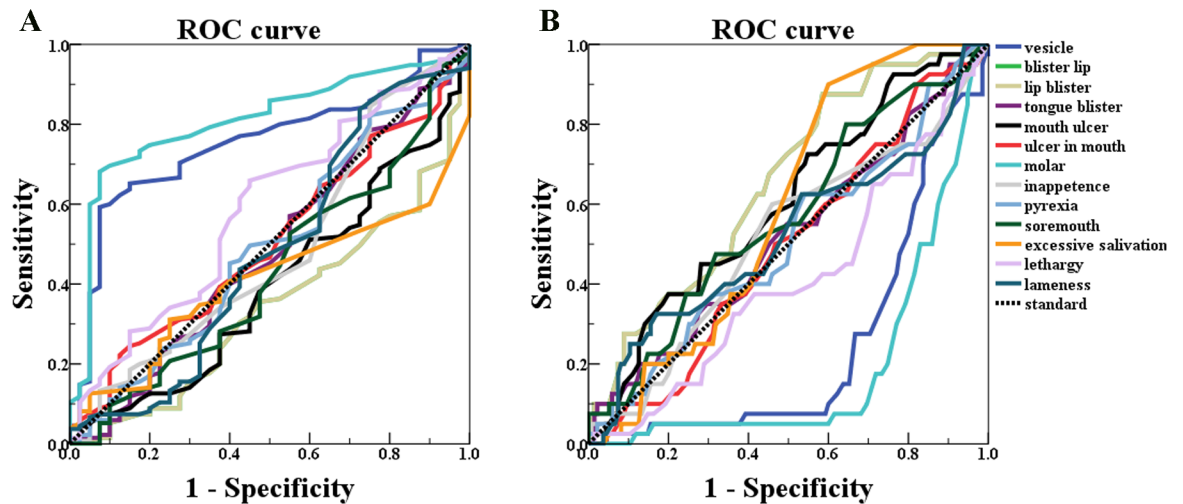 A
ROC curve
1.0
0.8
0.6
0.4
0.2
0.0
Sensitivity
0.0 0.2 0.4 0.6 0.8 1.0
1 - Specificity
B
ROC curve
1.0
0.8
0.6
0.4
0.2
0.0
Sensitivity
0.0 0.2 0.4 0.6 0.8 1.0
1 - Specificity
vesicle
blister lip
lip blister
tongue blister
mouth ulcer
ulcer in mouth
molar
inappetence
pyrexia
soremouth
excessive salivation
lethargy
lameness
standard